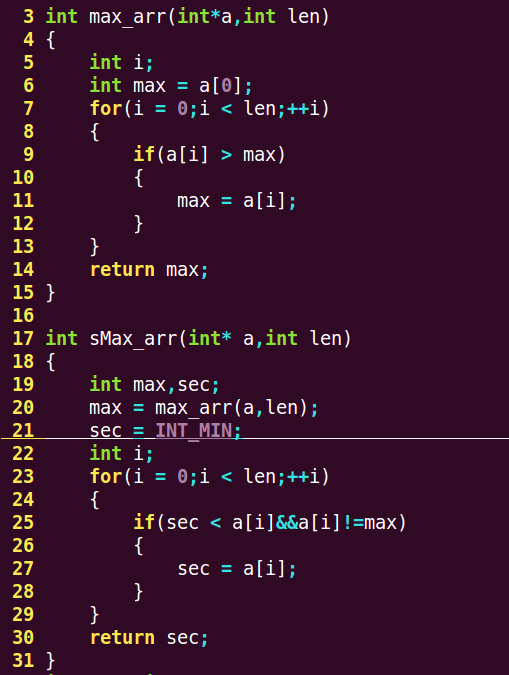 3 int max_arr(int*a,int len)
4 {
5     int i;
6     int max = a[0];
7     for(i = 0;i < len;++i)
8     {
9         if(a[i] > max)
10         {
11             max = a[i];
12         }
13     }
14     return max;
15 }
16
17 int sMax_arr(int* a,int len)
18 {
19     int max,sec;
20     max = max_arr(a,len);
21     sec = INT_MIN;
22     int i;
23     for(i = 0;i < len;++i)
24     {
25         if(sec < a[i]&&a[i]!=max)
26         {
27             sec = a[i];
28         }
29     }
30     return sec;
31 }